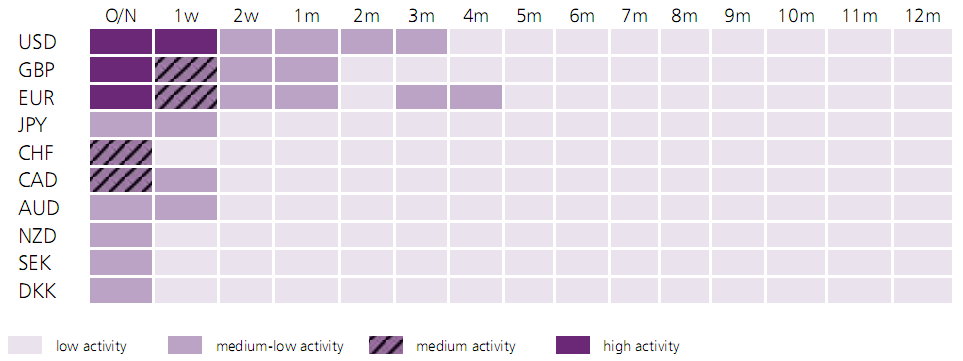 O/N 1w 2w 1m 2m 3m 4m 5m 6m 7m 8m 9m 10m 11m 12m
USD
GBP
EUR
JPY
CHF
CAD
AUD
NZD
SEK
DKK
low activity medium-low activity medium activity high activity